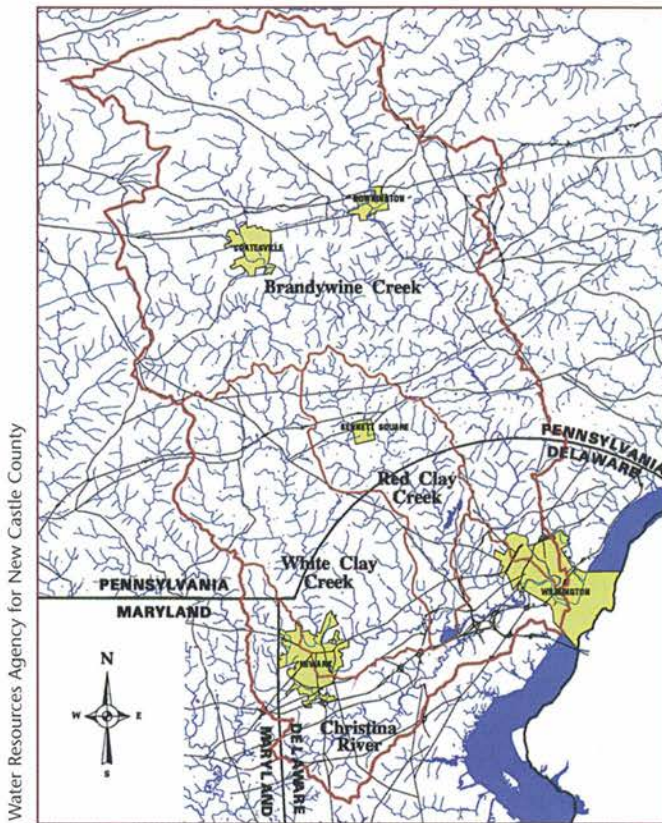 Water Resources Agency for New Castle County
DOWNINGTON
COATESVILLE
Brandywine Creek
KENNETT SQUARE
PENNSYLVANIA
DELAWARE
Red Clay
Creek
White Clay
Creek
WILMINGTON
PENNSYLVANIA
MARYLAND
NEWARK
N
W
E
S
Christina
River
MARYLAND
DELAWARE